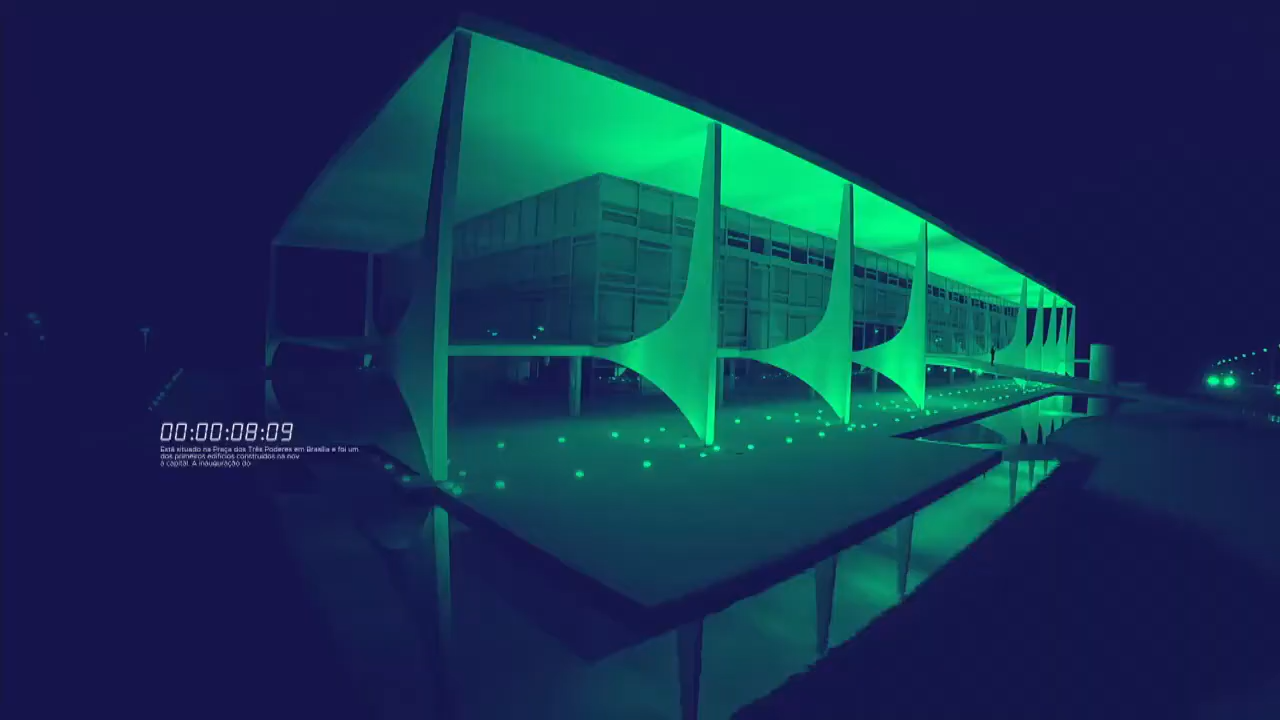 00:00:08:09
Está situado na Praça dos Três Poderes em Brasília e foi um
dos primeiros edifícios construídos na nov
a capital. A inauguração do